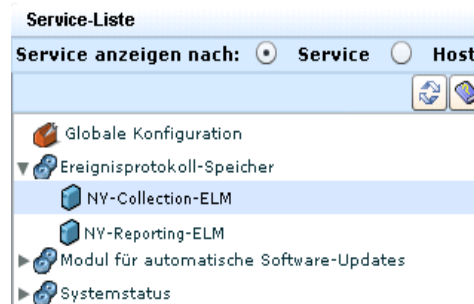 Service-Liste
Service anzeigen nach: Service Host
Globale Konfiguration
Ereignisprotokoll-Speicher
NY-Collection-ELM
NY-Reporting-ELM
Modul für automatische Software-Updates
Systemstatus